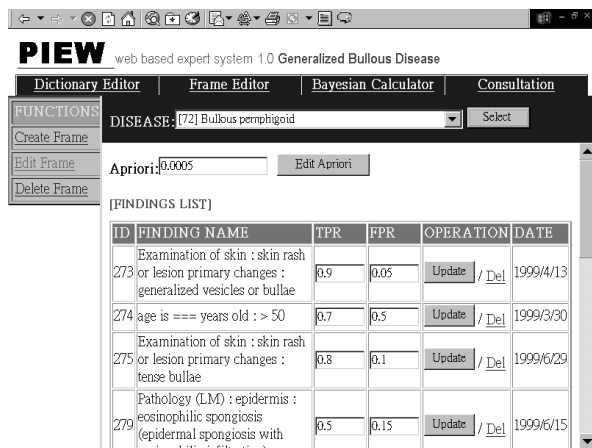 PIEW web based expert system 1.0 Generalized Bullous Disease
Dictionary Editor Frame Editor Bayesian Calculator Consultation
FUNCTIONS
Create Frame
Edit Frame
Delete Frame
DISEASE: [72] Bullous pemphigoid Select
Apriori: 0.0005 Edit Apriori
[FINDINGS LIST]
ID FINDING NAME TPR FPR OPERATION DATE
Examination of skin : skin rash
273 or lesion primary changes : 0.9 0.05 Update / Del 1999/4/13
generalized vesicles or bullae
274 age is === years old : > 50 0.7 0.5 Update / Del 1999/3/30
Examination of skin : skin rash
275 or lesion primary changes : 0.8 0.1 Update / Del 1999/6/29
tense bullae
Pathology (LM) : epidermis :
279 eosinophilic spongiosis 0.5 0.15 Update / Del 1999/6/15
(epidermal spongiosis with